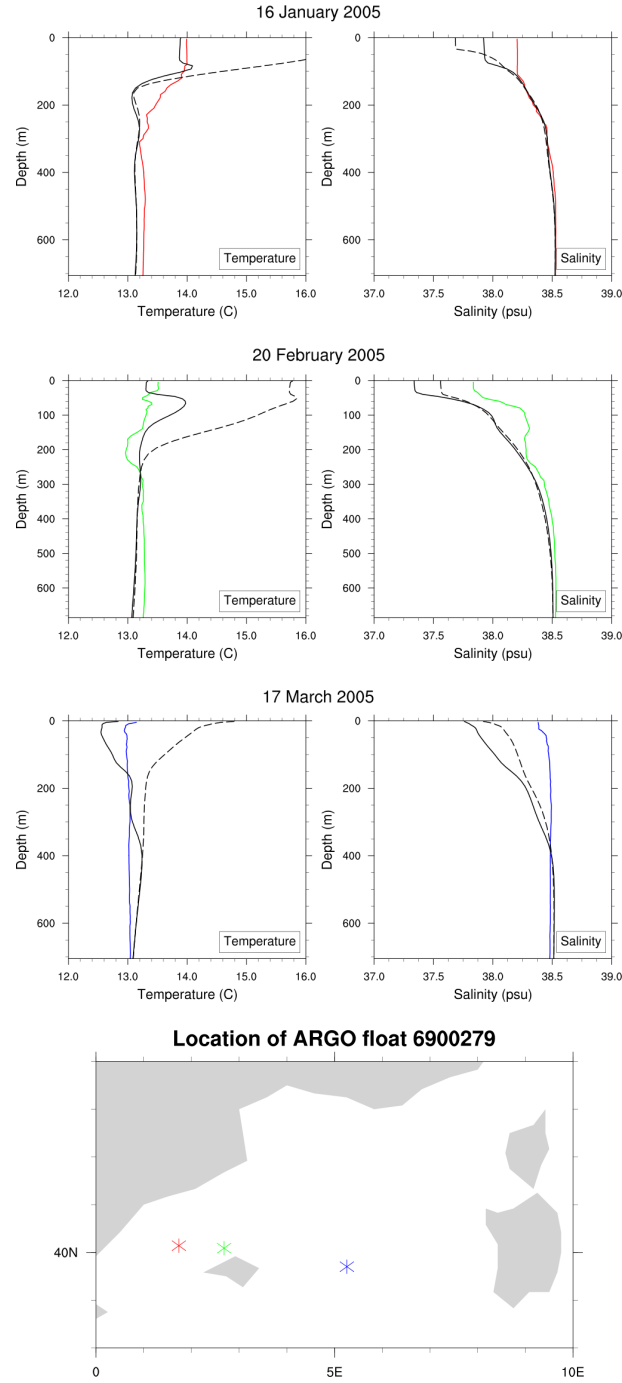 16 January 2005
0
200
400
600
Depth (m)
Temperature
12.0 13.0 14.0 15.0 16.0
Temperature (C)
0
200
400
600
Depth (m)
Salinity
37.0 37.5 38.0 38.5 39.0
Salinity (psu)
20 February 2005
0
100
200
300
400
500
600
Depth (m)
Temperature
12.0 13.0 14.0 15.0 16.0
Temperature (C)
0
100
200
300
400
500
600
Depth (m)
Salinity
37.0 37.5 38.0 38.5 39.0
Salinity (psu)
17 March 2005
0
200
400
600
Depth (m)
Temperature
12.0 13.0 14.0 15.0 16.0
Temperature (C)
0
200
400
600
Depth (m)
Salinity
37.0 37.5 38.0 38.5 39.0
Salinity (psu)
Location of ARGO float 6900279
40N
0 5E 10E